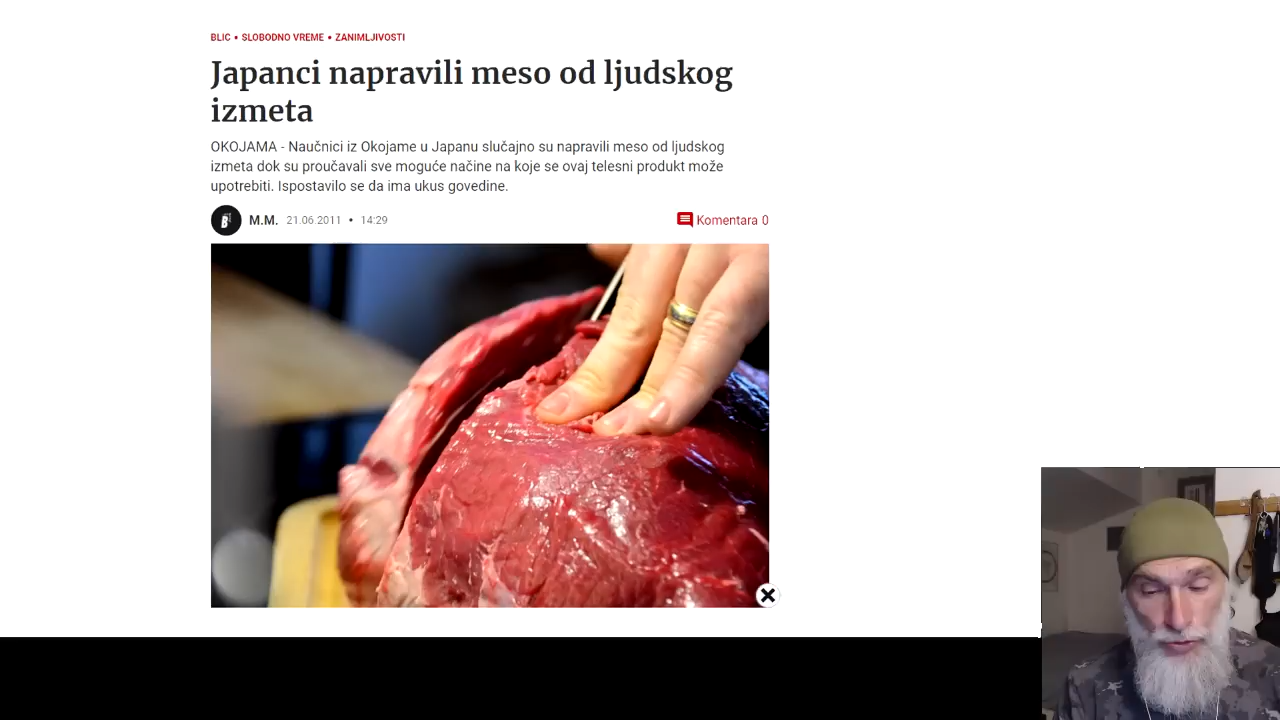 BLIC • SLOBODNO VREME • ZANIMLJIVOSTI
Japanci napravili meso od ljudskog
izmeta
OKOJAMA - Naučnici iz Okojame u Japanu slučajno su napravili meso od ljudskog
izmeta dok su proučavali sve moguće načine na koje se ovaj telesni produkt može
upotrebiti. Ispostavilo se da ima ukus govedine.
B M.M. 21.06.2011 • 14:29 Komentara 0